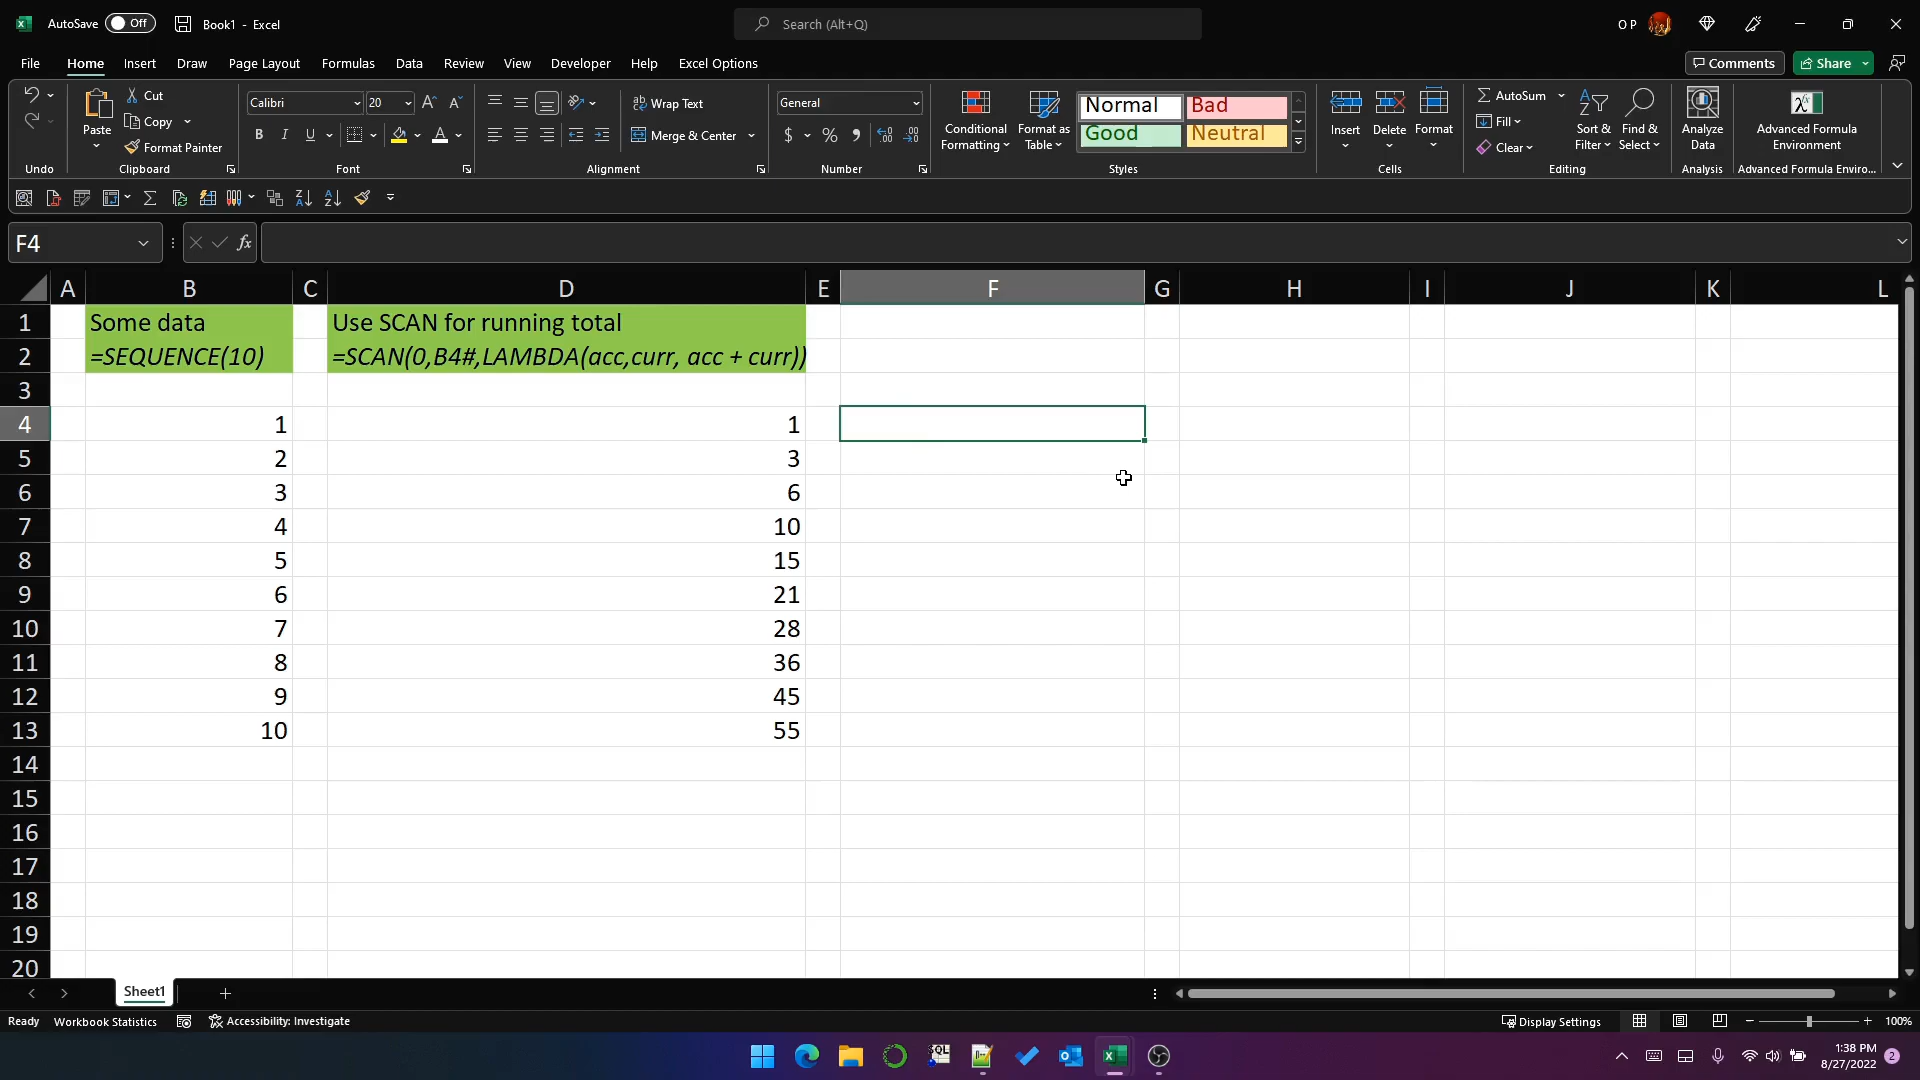 AutoSave Off Book1 - Excel Search (Alt+Q) O P
File Home Insert Draw Page Layout Formulas Data Review View Developer Help Excel Options Comments Share
Paste Cut Copy Format Painter
Calibri 20
B I U
Wrap Text
Merge & Center
General
$ % ,
Conditional Formatting
Format as Table
Normal Bad
Good Neutral
Insert Delete Format
AutoSum
Fill
Clear
Sort & Filter
Find & Select
Analyze Data
Advanced Formula Environment
Undo Clipboard Font Alignment Number Styles Cells Editing Analysis Advanced Formula Enviro...
F4 fx
A B C D E F G H I J K L
1 Some data Use SCAN for running total
2 =SEQUENCE(10) =SCAN(0,B4#,LAMBDA(acc,curr, acc + curr))
3
4 1 1
5 2 3
6 3 6
7 4 10
8 5 15
9 6 21
10 7 28
11 8 36
12 9 45
13 10 55
14
15
16
17
18
19
20
Sheet1
Ready Workbook Statistics Accessibility: Investigate Display Settings 100%
SQL
1:38 PM
8/27/2022 2